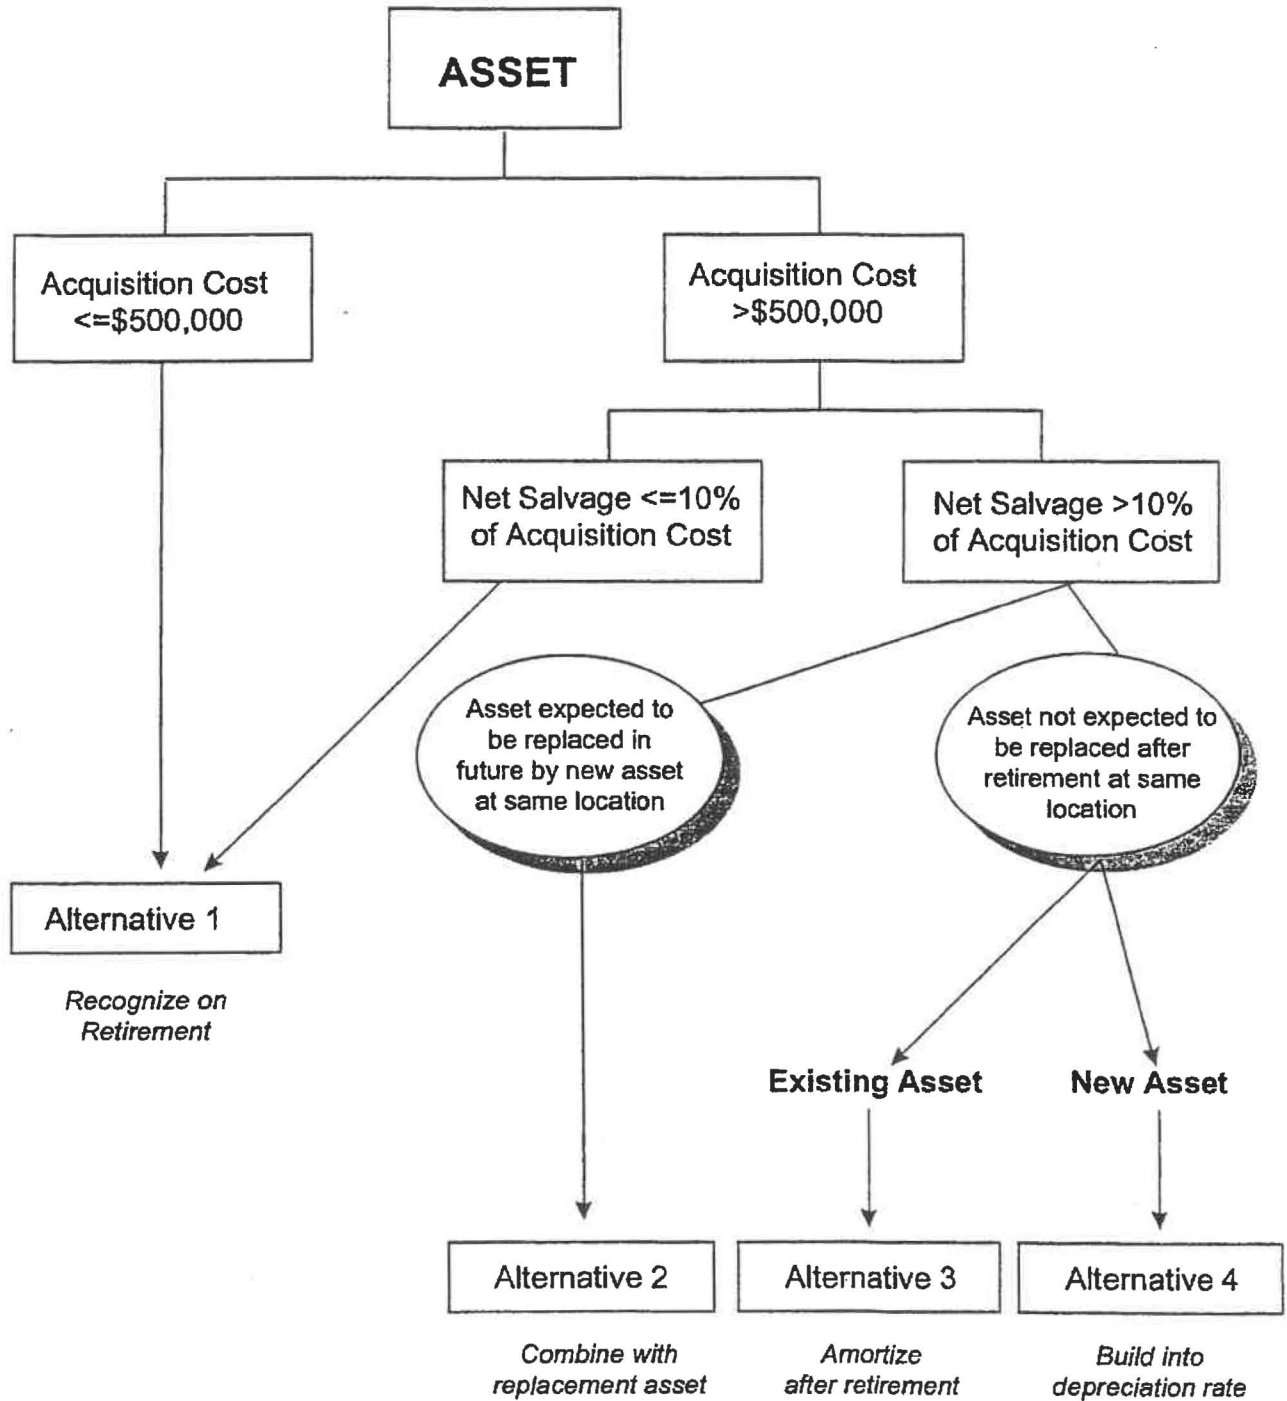 ASSET
Acquisition Cost
<=$500,000
Acquisition Cost
>$500,000
Net Salvage <=10%
of Acquisition Cost
Net Salvage >10%
of Acquisition Cost
Asset expected to
be replaced in
future by new asset
at same location
Asset not expected to
be replaced after
retirement at same
location
Alternative 1
Recognize on
Retirement
Existing Asset
New Asset
Alternative 2
Combine with
replacement asset
Alternative 3
Amortize
after retirement
Alternative 4
Build into
depreciation rate